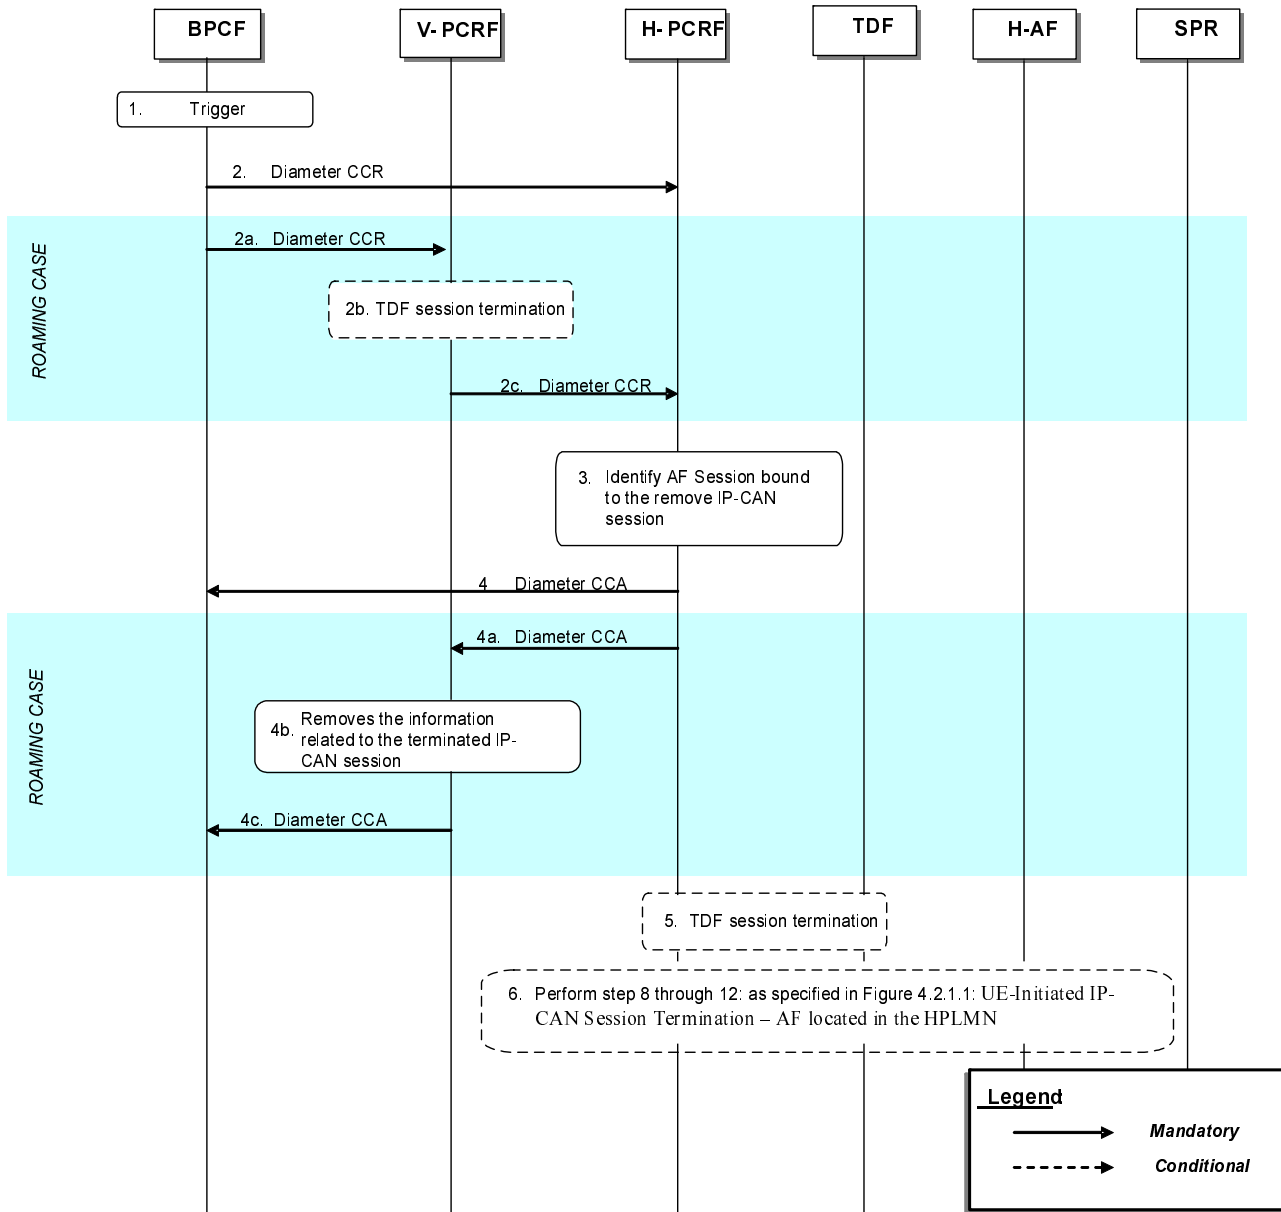 BPCF
V- PCRF
H- PCRF
TDF
H-AF
SPR
1. Trigger
2. Diameter CCR
ROAMING CASE
2a. Diameter CCR
2b. TDF session termination
2c. Diameter CCR
3. Identify AF Session bound
to the remove IP-CAN
session
4 Diameter CCA
ROAMING CASE
4a. Diameter CCA
4b. Removes the information
related to the terminated IP-
CAN session
4c. Diameter CCA
5. TDF session termination
6. Perform step 8 through 12: as specified in Figure 4.2.1.1: UE-Initiated IP-
CAN Session Termination – AF located in the HPLMN
Legend
Mandatory
Conditional